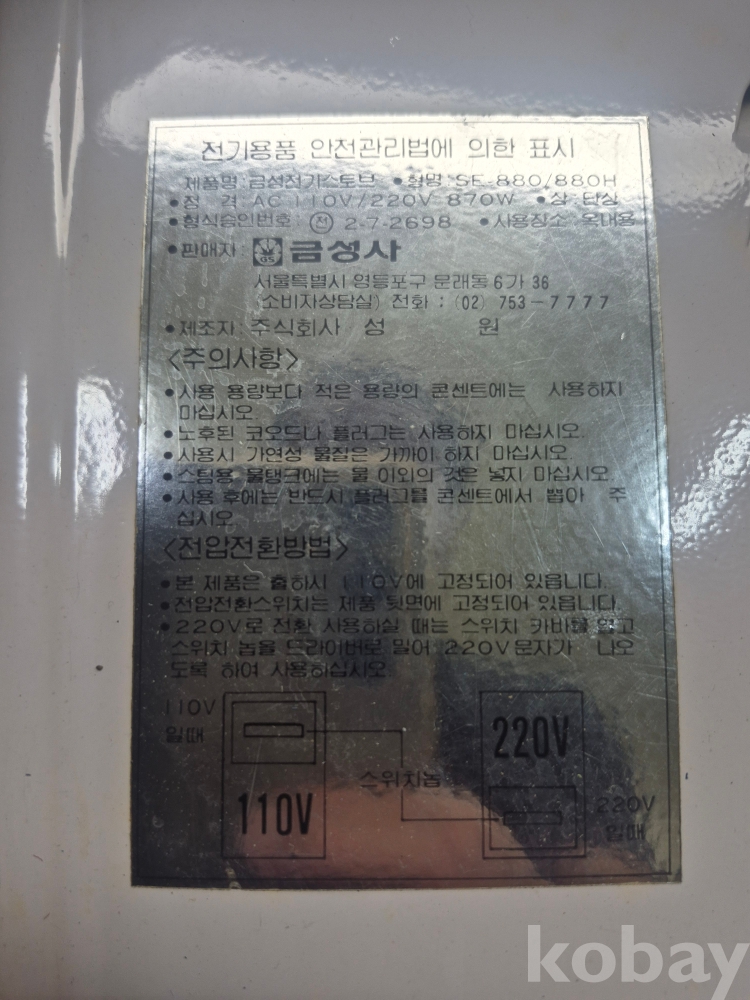 전기용품 안전관리법에 의한 표시
제품명: 금성전기스토브 •형명: SE-880/880H
•정 격 AC 110V/220V 870W •상: 단상
•형식승인번호: 전 2-7-2698 •사용장소: 옥내용
•판매자: GS 금성사
서울특별시 영등포구 문래동 6가 36
(소비자상담실) 전화 : (02) 753-7777
•제조자: 주식회사 성 원
<주의사항>
•사용 용량보다 적은 용량의 콘센트에는 사용하지
마십시오.
•노후된 코오드나 플러그는 사용하지 마십시오.
•사용시 가연성 물질은 가까이 하지 마십시오.
•스팀용 물탱크에는 물 이외의 것은 넣지 마십시오.
•사용 후에는 반드시 플러그를 콘센트에서 뽑아 주
십시오.
<전압전환방법>
•본 제품은 출하시 110V에 고정되어 있읍니다.
•전압전환스위치는 제품 뒷면에 고정되어 있읍니다.
•220V로 전환 사용하실 때는 스위치 카바를 열고
스위치 놉을 드라이버로 밀어 220V문자가 나오
도록 하여 사용하십시오.
110V
일때
110V
스위치놉
220V
220V
일때
kobay